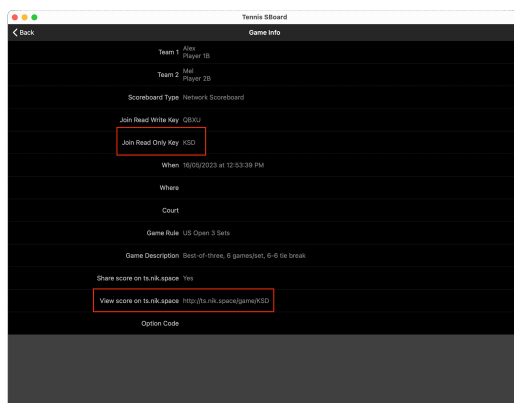 Tennis SBoard
Back
Game Info
Team 1 Alex
Player 1B
Team 2 Mel
Player 2B
Scoreboard Type Network Scoreboard
Join Read Write Key QBXU
Join Read Only Key KSD
When 16/05/2023 at 12:53:39 PM
Where
Court
Game Rule US Open 3 Sets
Game Description Best-of-three, 6 games/set, 6-6 tie break
Share score on ts.nik.space Yes
View score on ts.nik.space http://ts.nik.space/game/KSD
Option Code